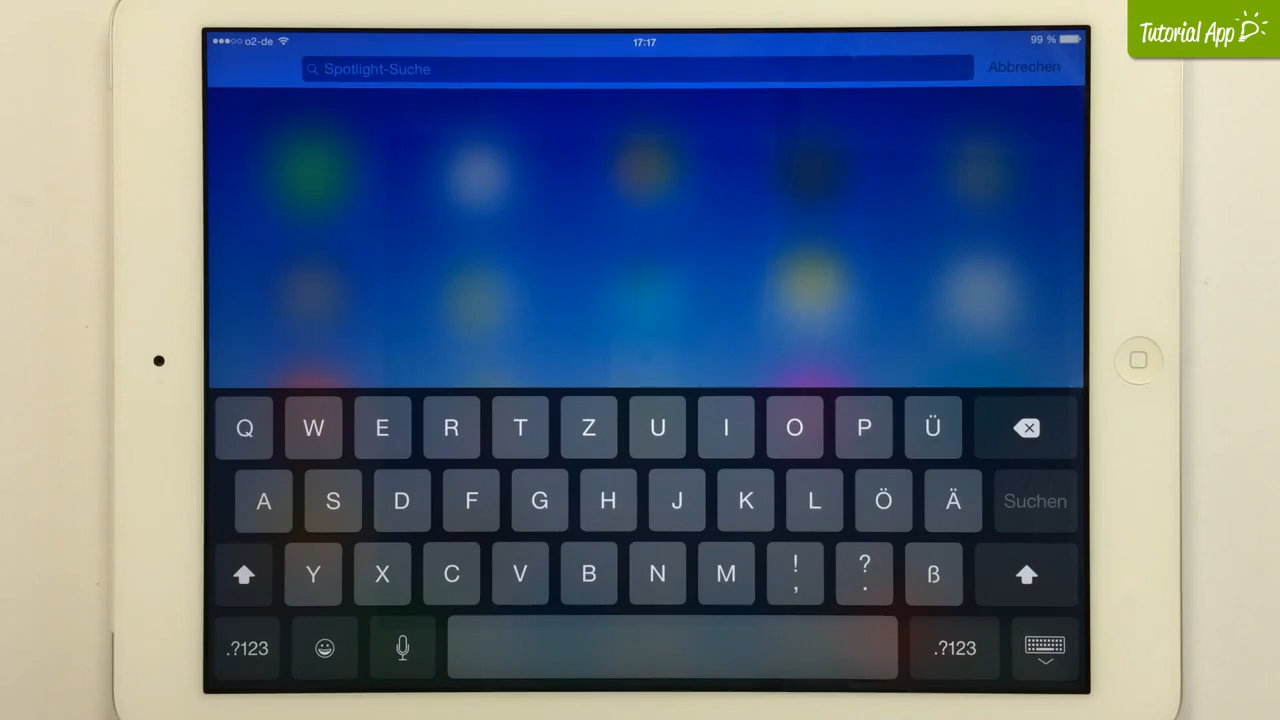 Tutorial App
o2-de 17:17 99 %
Spotlight-Suche Abbrechen
Q W E R T Z U I O P Ü
A S D F G H J K L Ö Ä Suchen
Y X C V B N M ! , ? . ß
.?123 .?123